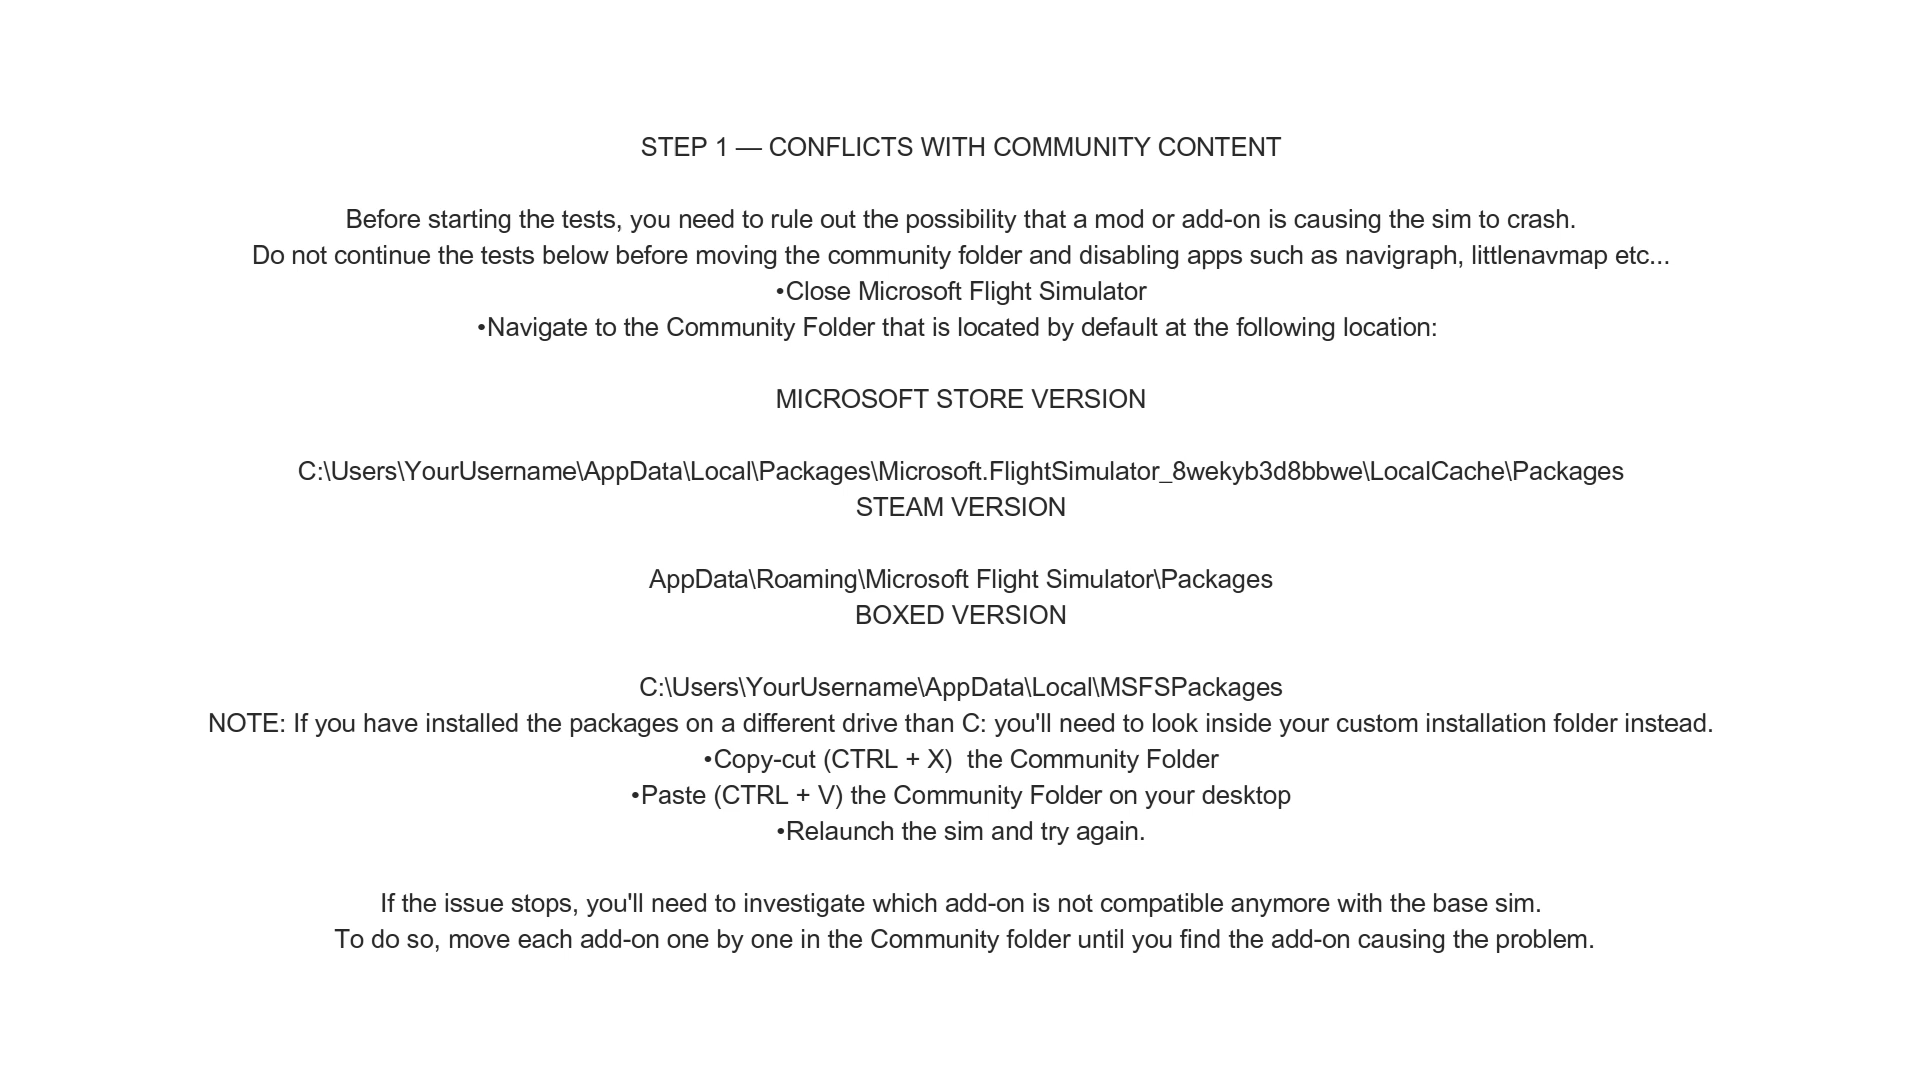 STEP 1 — CONFLICTS WITH COMMUNITY CONTENT
Before starting the tests, you need to rule out the possibility that a mod or add-on is causing the sim to crash.
Do not continue the tests below before moving the community folder and disabling apps such as navigraph, littlenavmap etc...
•Close Microsoft Flight Simulator
•Navigate to the Community Folder that is located by default at the following location:
MICROSOFT STORE VERSION
C:\Users\YourUsername\AppData\Local\Packages\Microsoft.FlightSimulator_8wekyb3d8bbwe\LocalCache\Packages
STEAM VERSION
AppData\Roaming\Microsoft Flight Simulator\Packages
BOXED VERSION
C:\Users\YourUsername\AppData\Local\MSFSPackages
NOTE: If you have installed the packages on a different drive than C: you'll need to look inside your custom installation folder instead.
•Copy-cut (CTRL + X)  the Community Folder
•Paste (CTRL + V) the Community Folder on your desktop
•Relaunch the sim and try again.
If the issue stops, you'll need to investigate which add-on is not compatible anymore with the base sim.
To do so, move each add-on one by one in the Community folder until you find the add-on causing the problem.